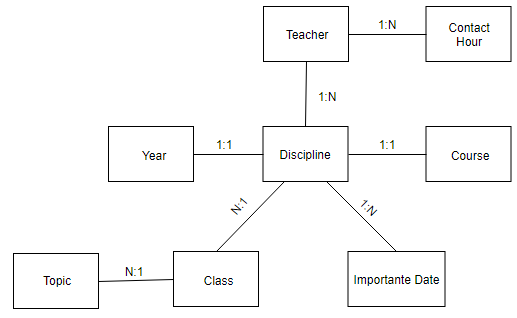 Teacher
1:N
Contact
Hour
1:N
Year
1:1
Discipline
1:1
Course
N:1
1:N
Topic
N:1
Class
Importante Date